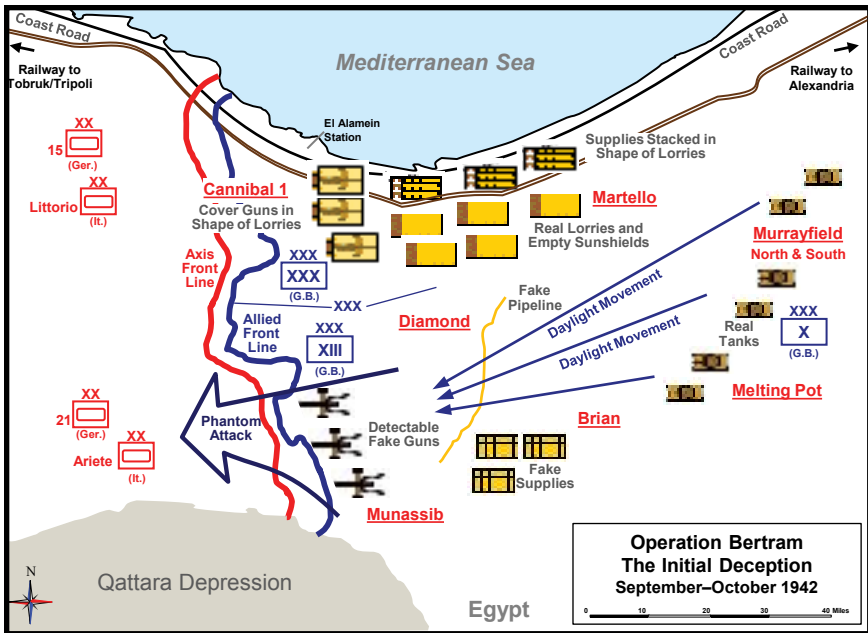 Coast Road
Railway to
Tobruk/Tripoli
Mediterranean Sea
Coast Road
Railway to
Alexandria
El Alamein
Station
XX
15
(Ger.)
XX
Littorio
(It.)
Cannibal 1
Cover Guns in
Shape of Lorries
Supplies Stacked in
Shape of Lorries
Martello
Real Lorries and
Empty Sunshields
Murrayfield
North & South
Axis
Front
Line
XXX
XXX
(G.B.)
XXX
Allied
Front
Line
XXX
XIII
(G.B.)
Diamond
Fake
Pipeline
Daylight Movement
Daylight Movement
Real
Tanks
XXX
X
(G.B.)
Melting Pot
XX
21
(Ger.)
XX
Ariete
(It.)
Phantom
Attack
Detectable
Fake Guns
Brian
Fake
Supplies
Munassib
Qattara Depression
N
Egypt
Operation Bertram
The Initial Deception
September–October 1942
0 10 20 30 40 Miles